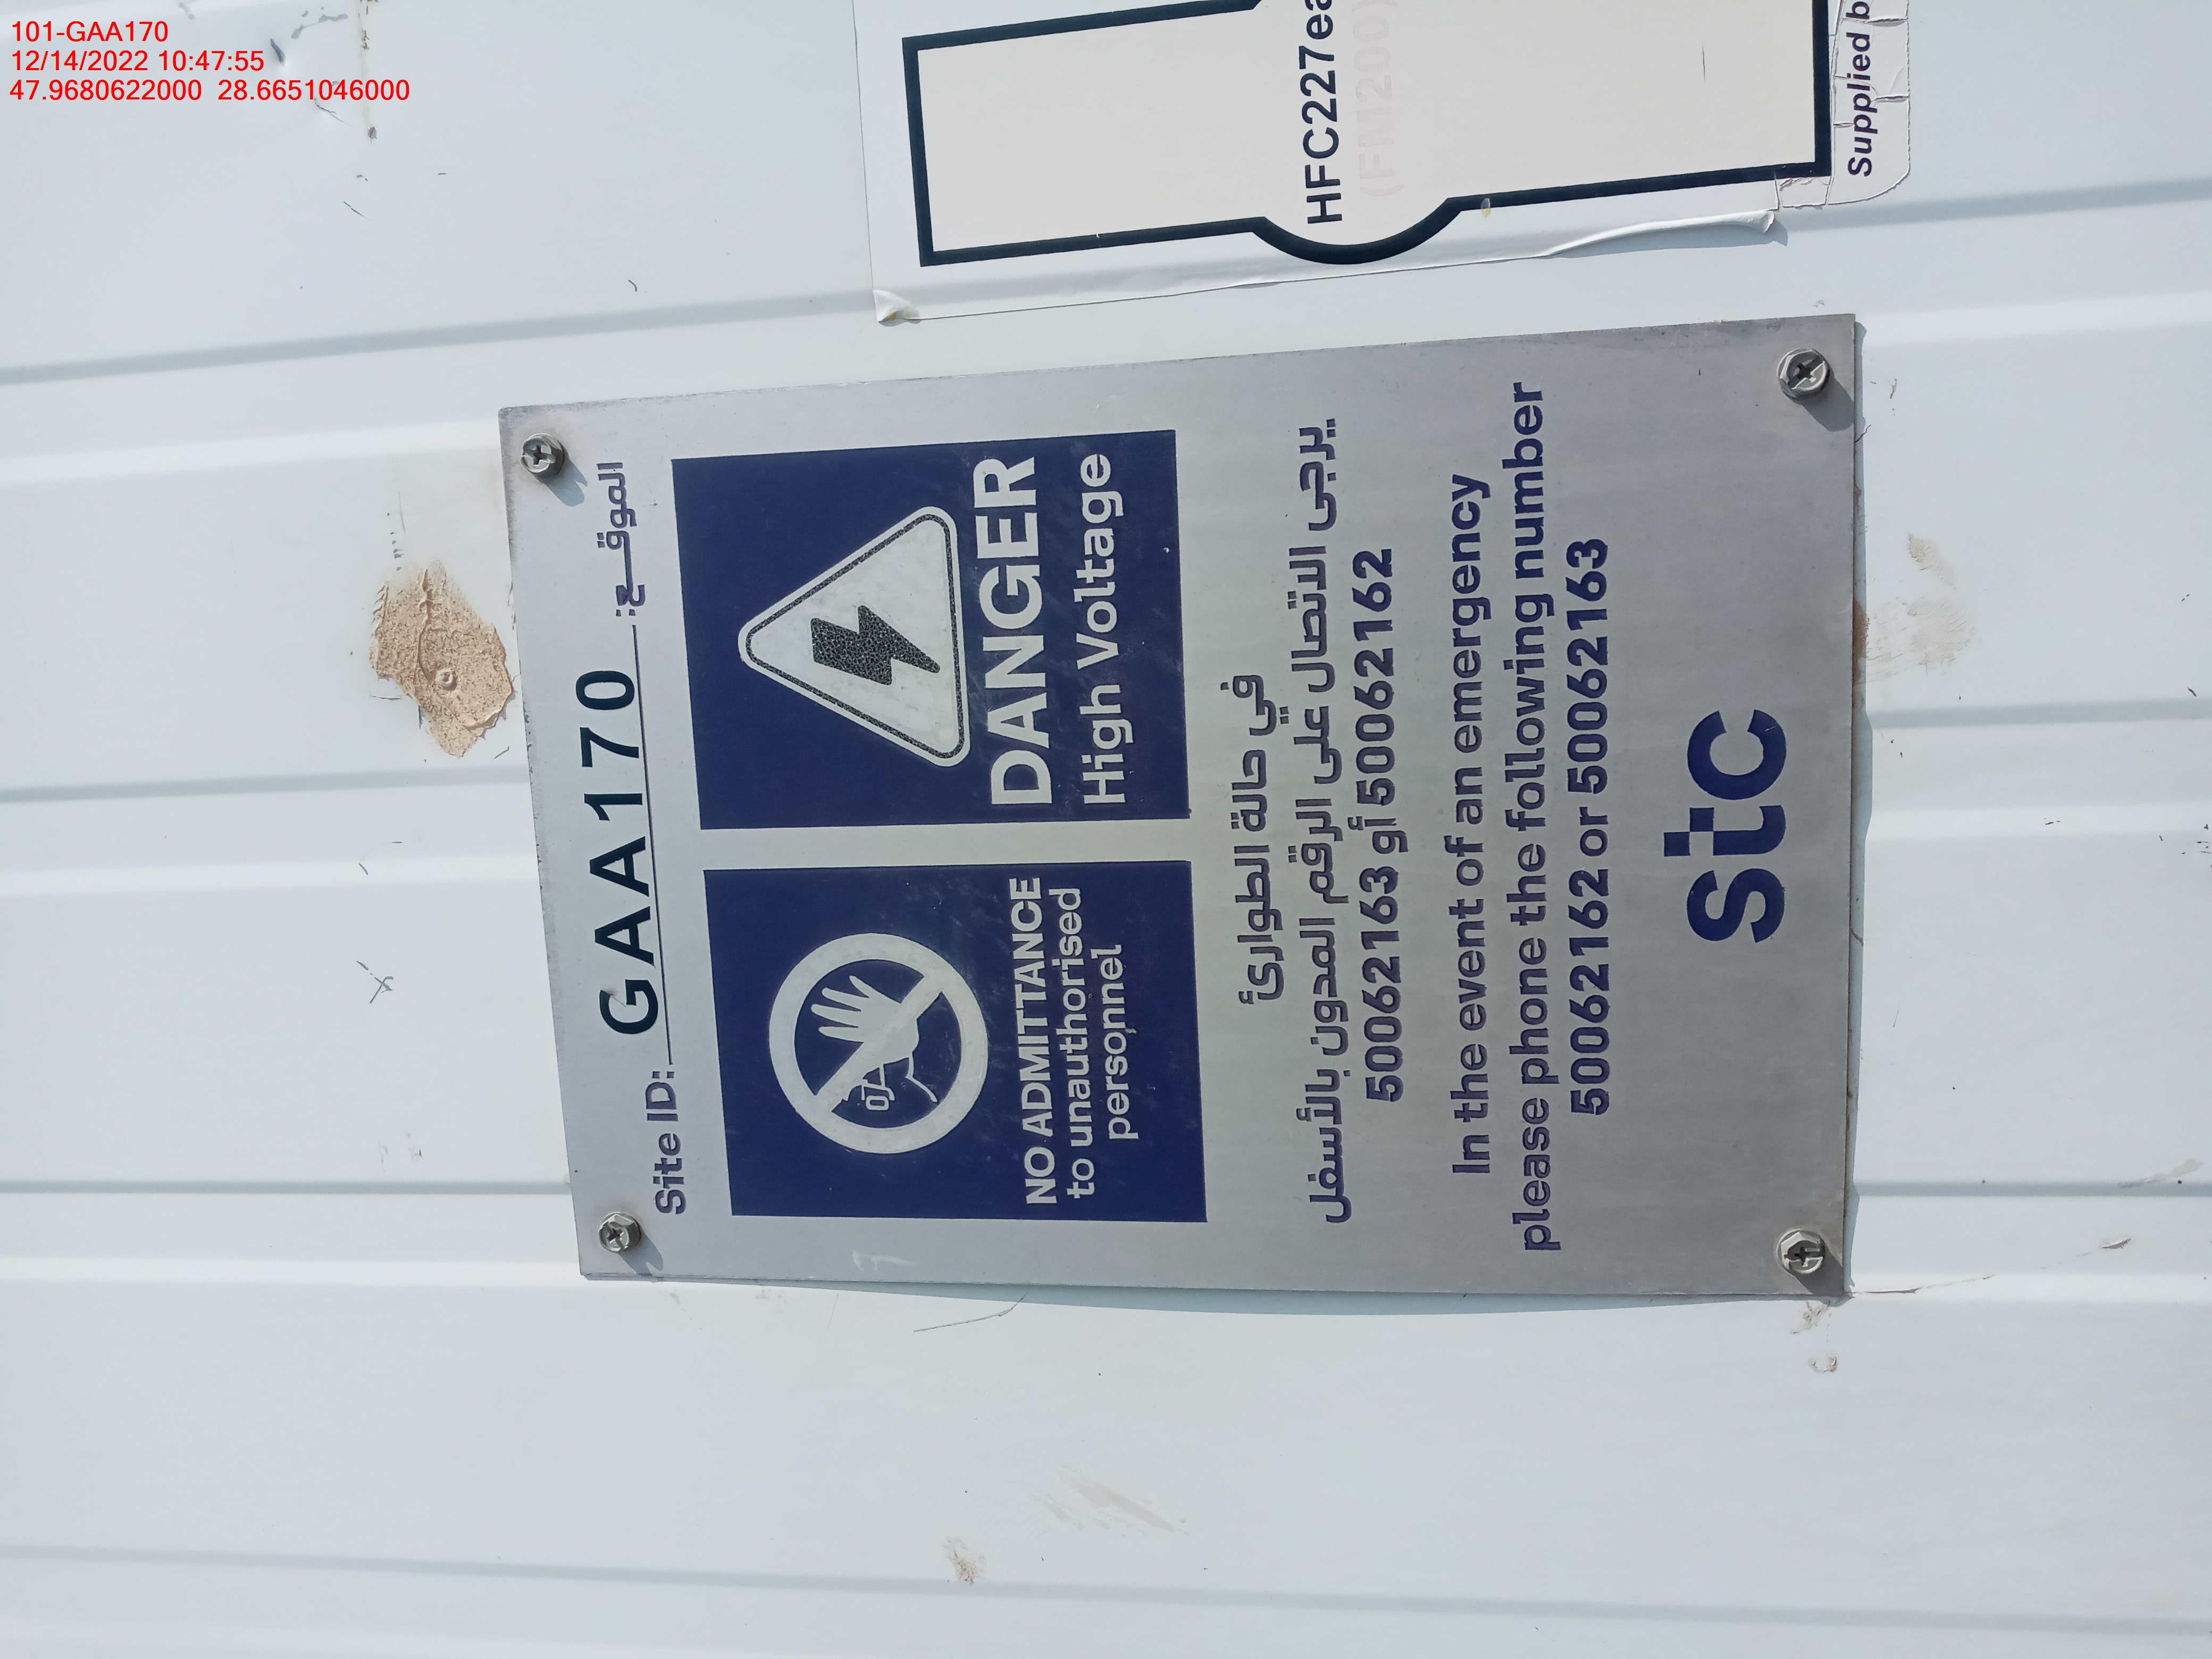 101-GAA170
12/14/2022 10:47:55
47.9680622000 28.6651046000
HFC227ea
(FM200)
Supplied b
Site ID: GAA170 الموقـــع:
NO ADMITTANCE
to unauthorised
personnel
DANGER
High Voltage
في حالة الطوارئ
يرجى الاتصال على الرقم المدون بالأسفل
50062163 أو 50062162
In the event of an emergency
please phone the following number
50062162 or 50062163
stc